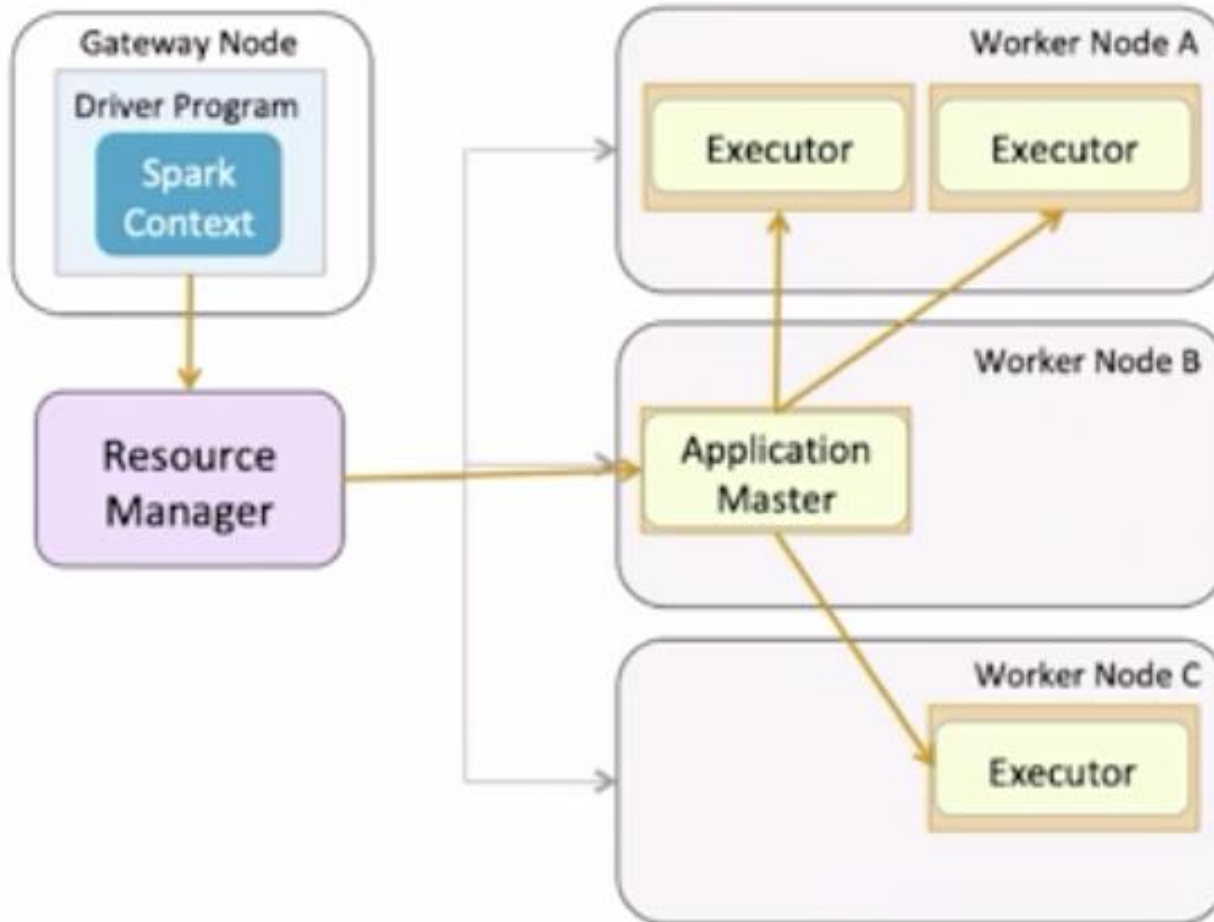 Gateway Node
Driver Program
Spark
Context
Resource
Manager
Worker Node A
Executor
Executor
Worker Node B
Application
Master
Worker Node C
Executor